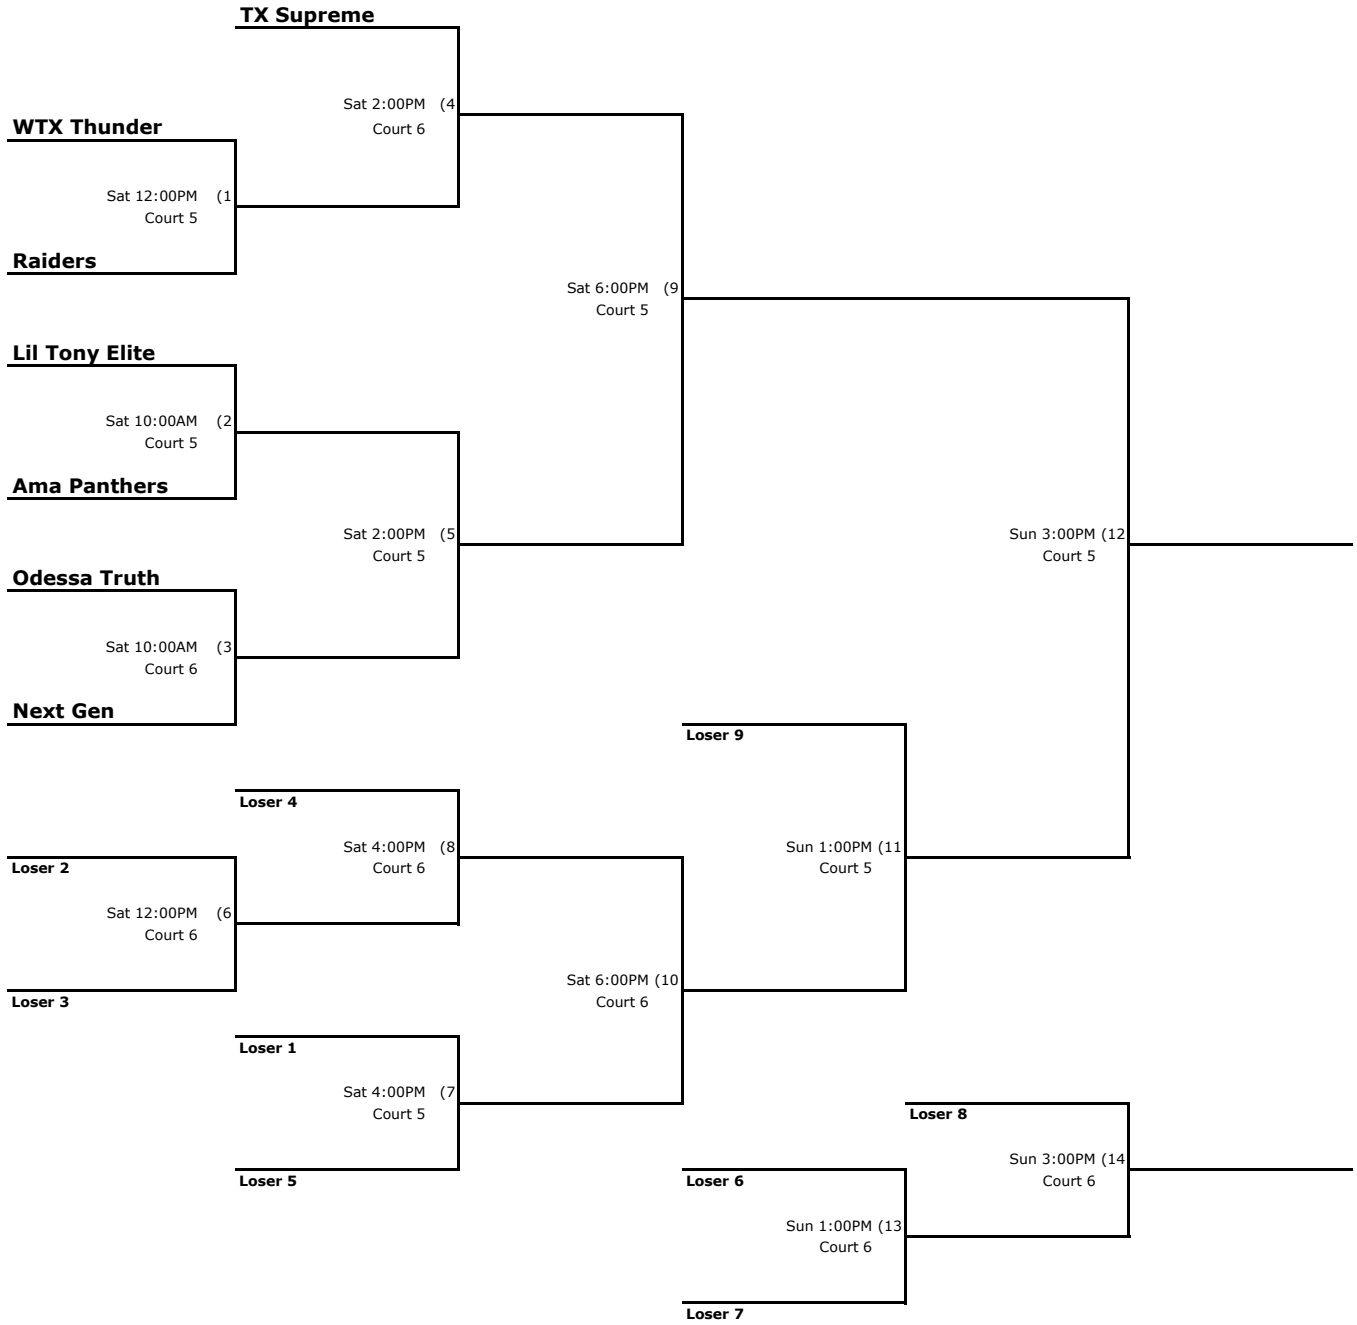 TX Supreme
Sat 2:00PM (4
Court 6
WTX Thunder
Sat 12:00PM (1
Court 5
Raiders
Sat 6:00PM (9
Court 5
Lil Tony Elite
Sat 10:00AM (2
Court 5
Ama Panthers
Sat 2:00PM (5
Court 5
Sun 3:00PM (12
Court 5
Odessa Truth
Sat 10:00AM (3
Court 6
Next Gen
Loser 9
Loser 4
Sat 4:00PM (8
Court 6
Sun 1:00PM (11
Court 5
Loser 2
Sat 12:00PM (6
Court 6
Loser 3
Sat 6:00PM (10
Court 6
Loser 1
Sat 4:00PM (7
Court 5
Loser 5
Loser 8
Sun 3:00PM (14
Court 6
Loser 6
Sun 1:00PM (13
Court 6
Loser 7